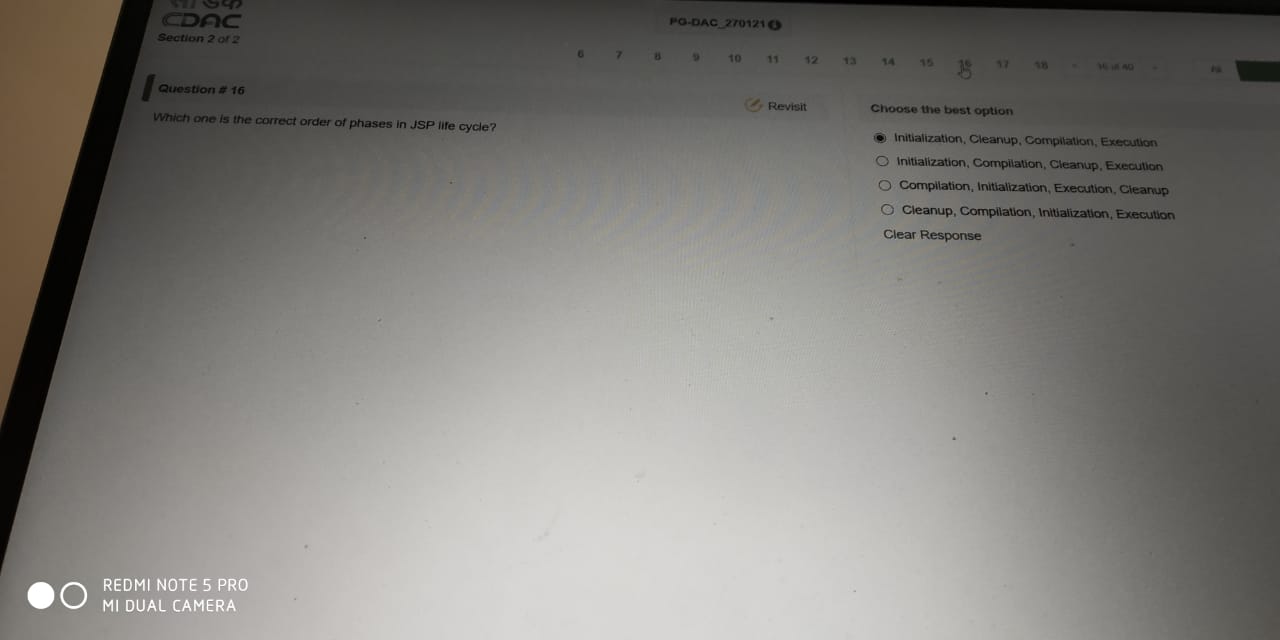 CDAC
Section 2 of 2
PG-DAC_270121
6 7 8 9 10 11 12 13 14 15 16 17 18 16 of 40 All
Question # 16
Revisit
Which one is the correct order of phases in JSP life cycle?
Choose the best option
Initialization, Cleanup, Compilation, Execution
Initialization, Compilation, Cleanup, Execution
Compilation, Initialization, Execution, Cleanup
Cleanup, Compilation, Initialization, Execution
Clear Response
REDMI NOTE 5 PRO
MI DUAL CAMERA